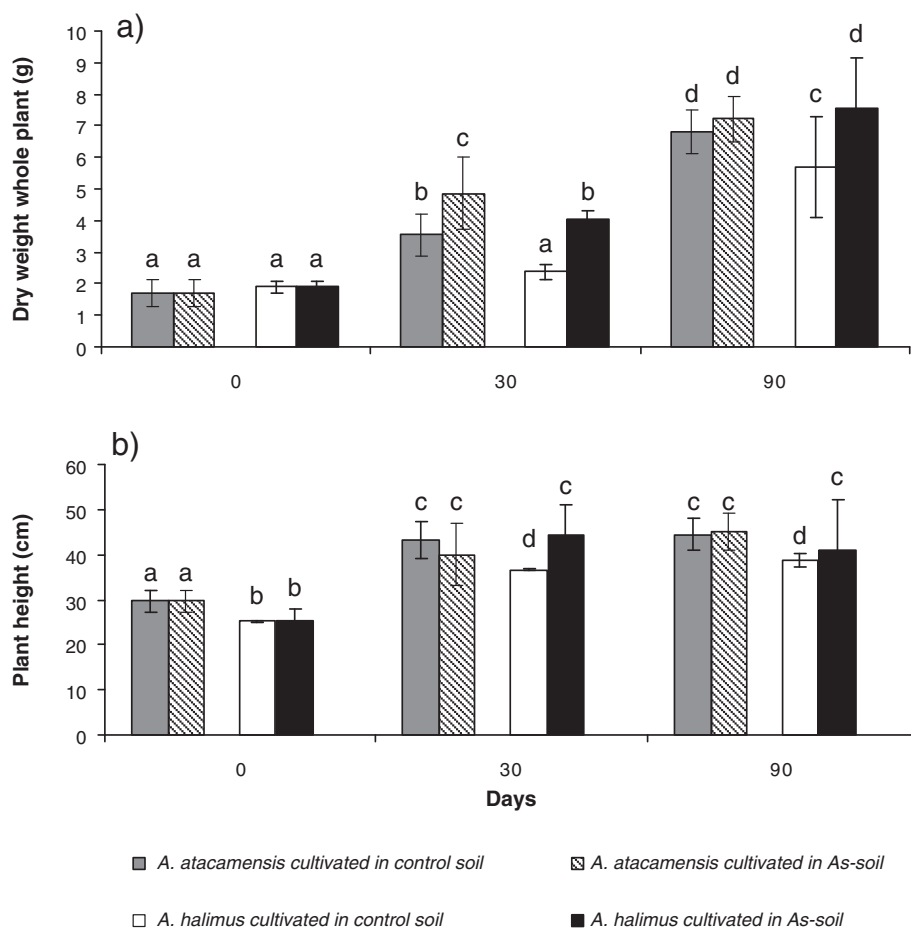 a)
Dry weight whole plant (g)
10
9
8
7
6
5
4
3
2
1
0
a a a a b c a b d d c d
0 30 90
b)
Plant height (cm)
60
50
40
30
20
10
0
a a b b c c d c c c d c
0 30 90
Days
A. atacamensis cultivated in control soil A. atacamensis cultivated in As-soil
A. halimus cultivated in control soil A. halimus cultivated in As-soil